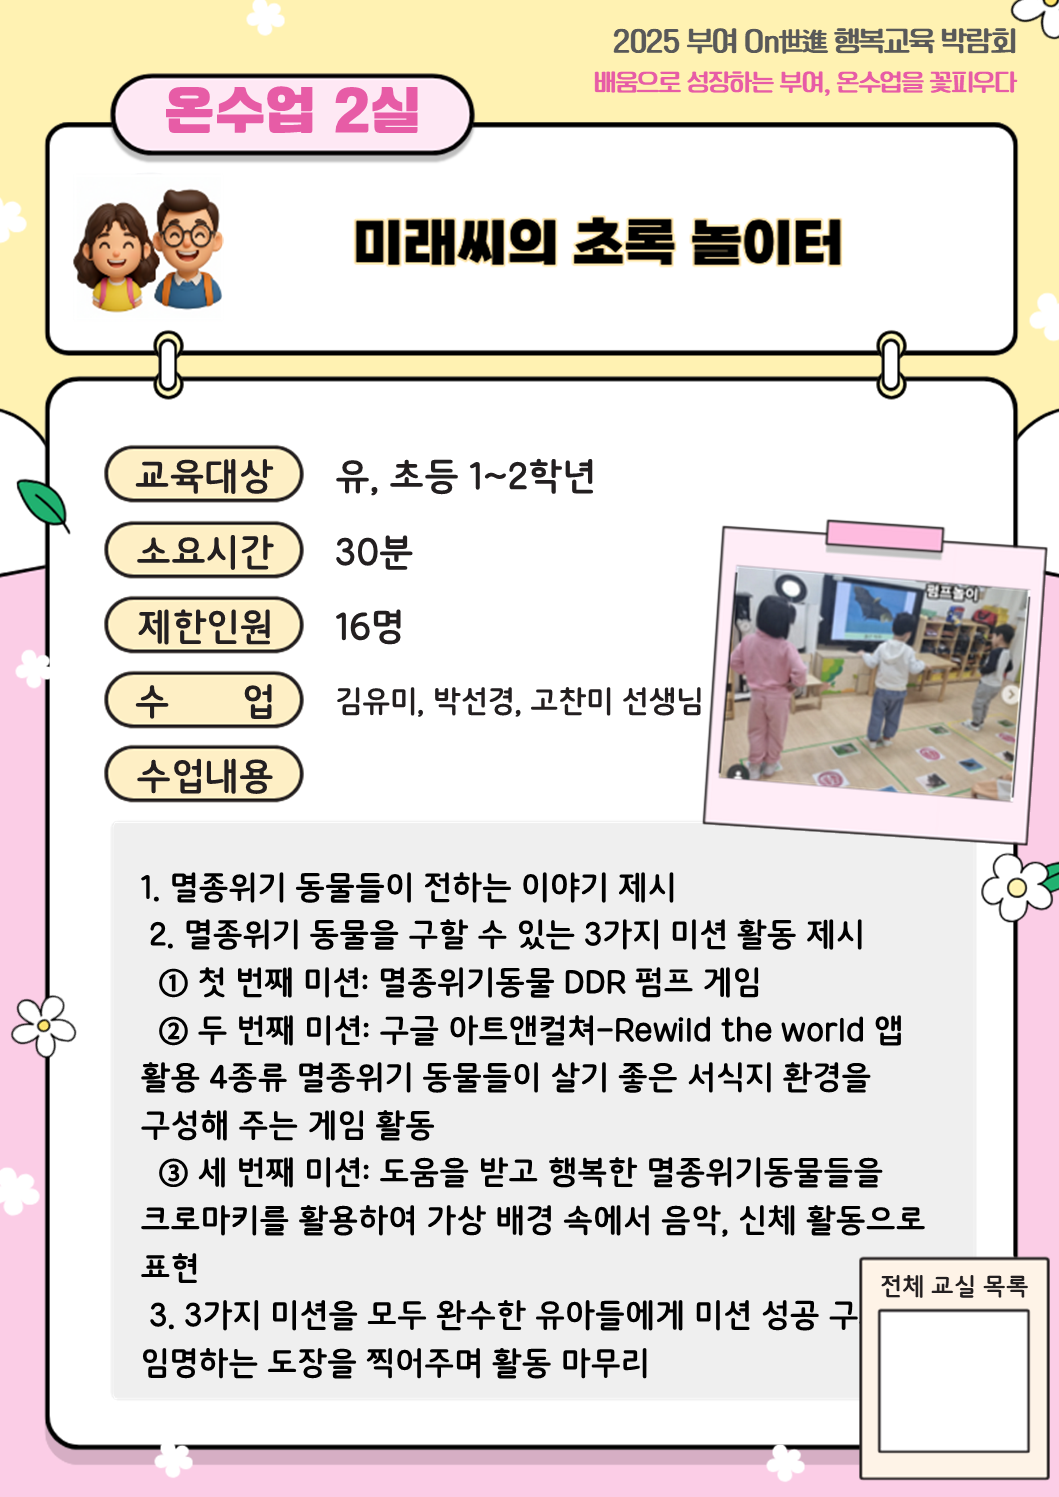 2025 부여 On世進 행복교육 박람회
배움으로 성장하는 부여, 온수업을 꽃피우다
온수업 2실
미래씨의 초록 놀이터
교육대상 유, 초등 1~2학년
소요시간 30분
제한인원 16명
수 업 김유미, 박선경, 고찬미 선생님
펌프놀이
수업내용
1. 멸종위기 동물들이 전하는 이야기 제시
2. 멸종위기 동물을 구할 수 있는 3가지 미션 활동 제시
① 첫 번째 미션: 멸종위기동물 DDR 펌프 게임
② 두 번째 미션: 구글 아트앤컬쳐-Rewild the world 앱
활용 4종류 멸종위기 동물들이 살기 좋은 서식지 환경을
구성해 주는 게임 활동
③ 세 번째 미션: 도움을 받고 행복한 멸종위기동물들을
크로마키를 활용하여 가상 배경 속에서 음악, 신체 활동으로
표현
3. 3가지 미션을 모두 완수한 유아들에게 미션 성공 구
임명하는 도장을 찍어주며 활동 마무리
전체 교실 목록